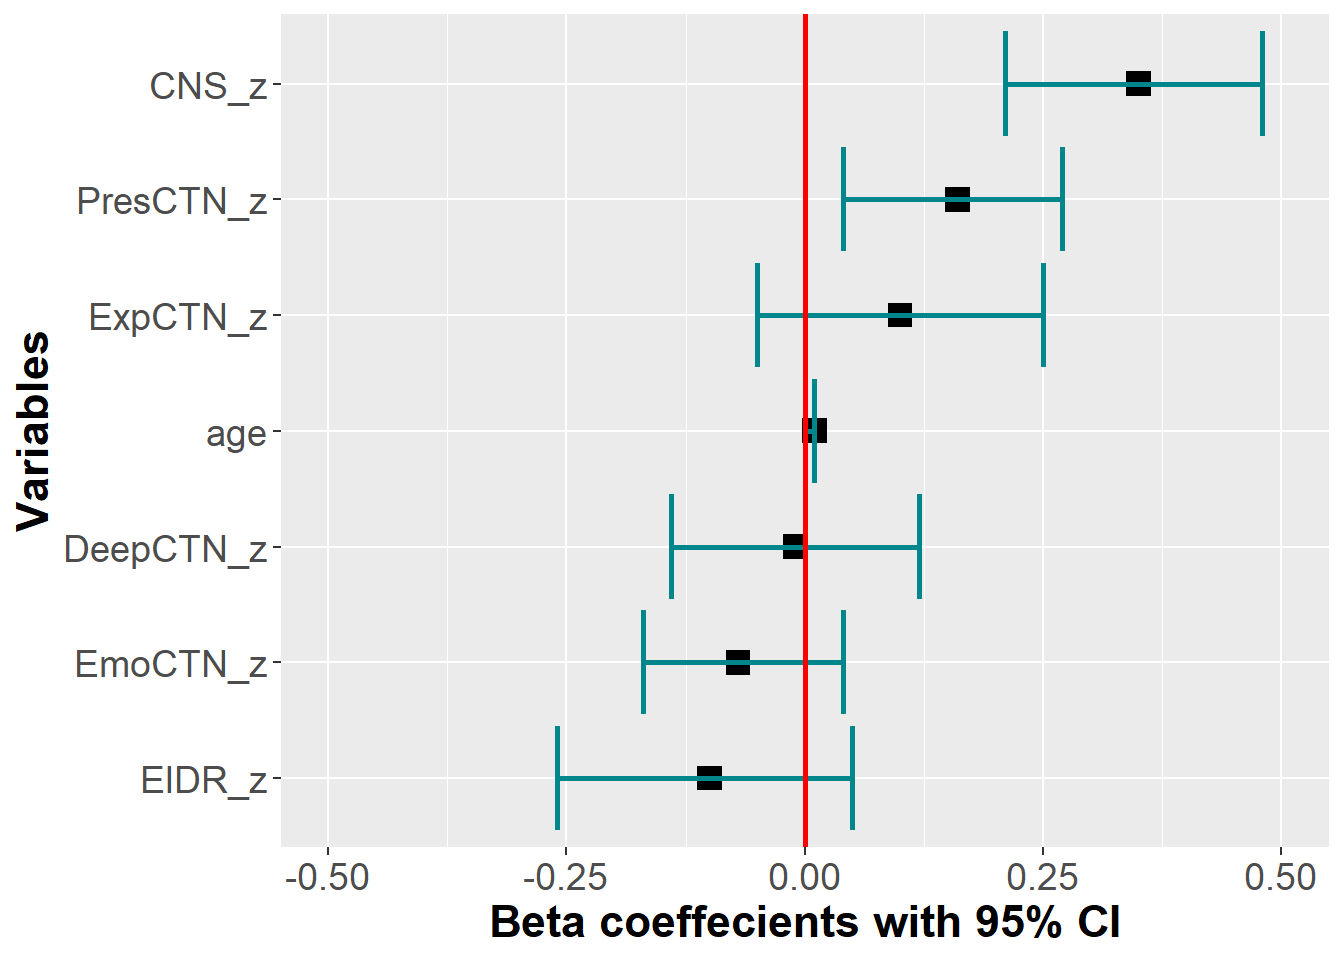 CNS_z
PresCTN_z
ExpCTN_z
age
DeepCTN_z
EmoCTN_z
EIDR_z
Variables
-0.50 -0.25 0.00 0.25 0.50
Beta coeffecients with 95% CI